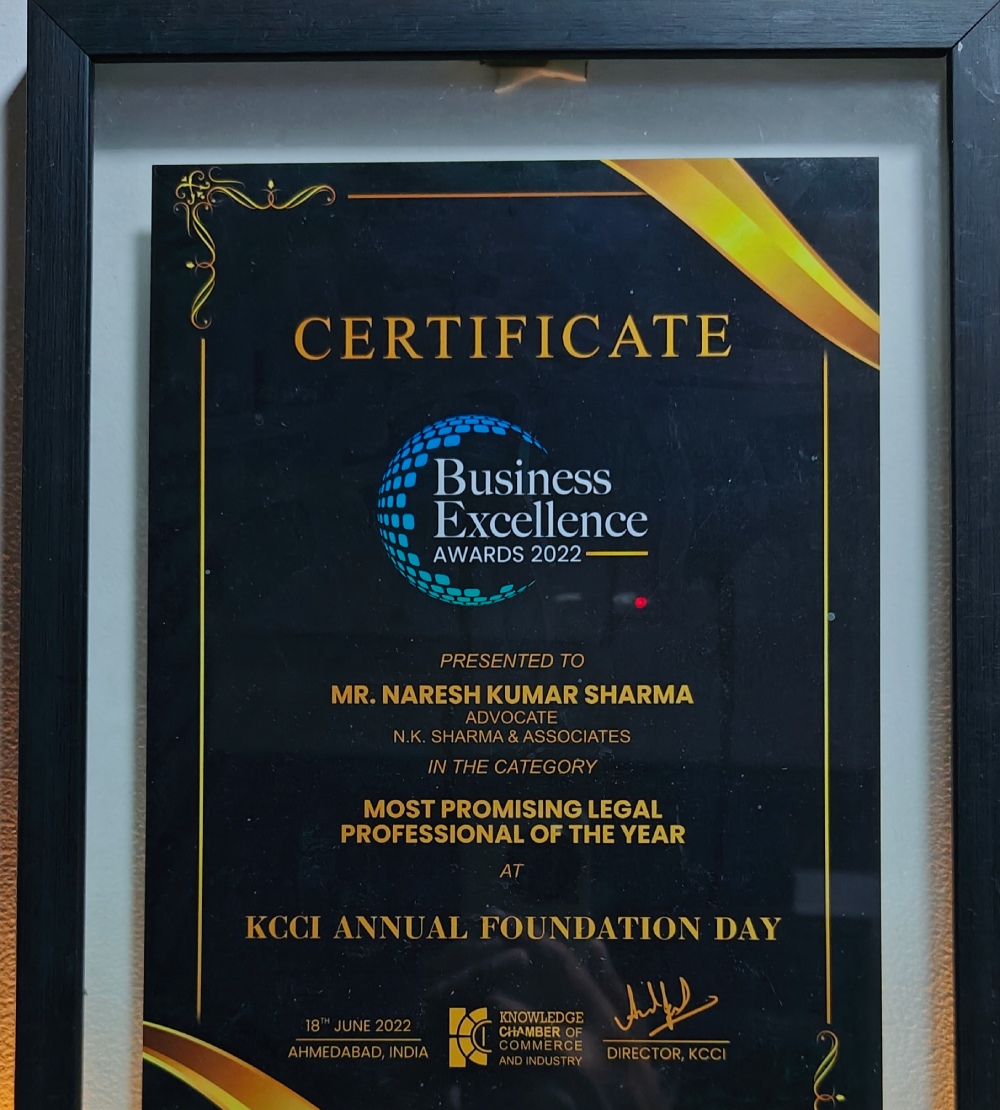 CERTIFICATE
Business
Excellence
AWARDS 2022
PRESENTED TO
MR. NARESH KUMAR SHARMA
ADVOCATE
N.K. SHARMA & ASSOCIATES
IN THE CATEGORY
MOST PROMISING LEGAL
PROFESSIONAL OF THE YEAR
AT
KCCI ANNUAL FOUNDATION DAY
18TH JUNE 2022
AHMEDABAD, INDIA
KNOWLEDGE
CHAMBER OF
COMMERCE
AND INDUSTRY
DIRECTOR, KCCI